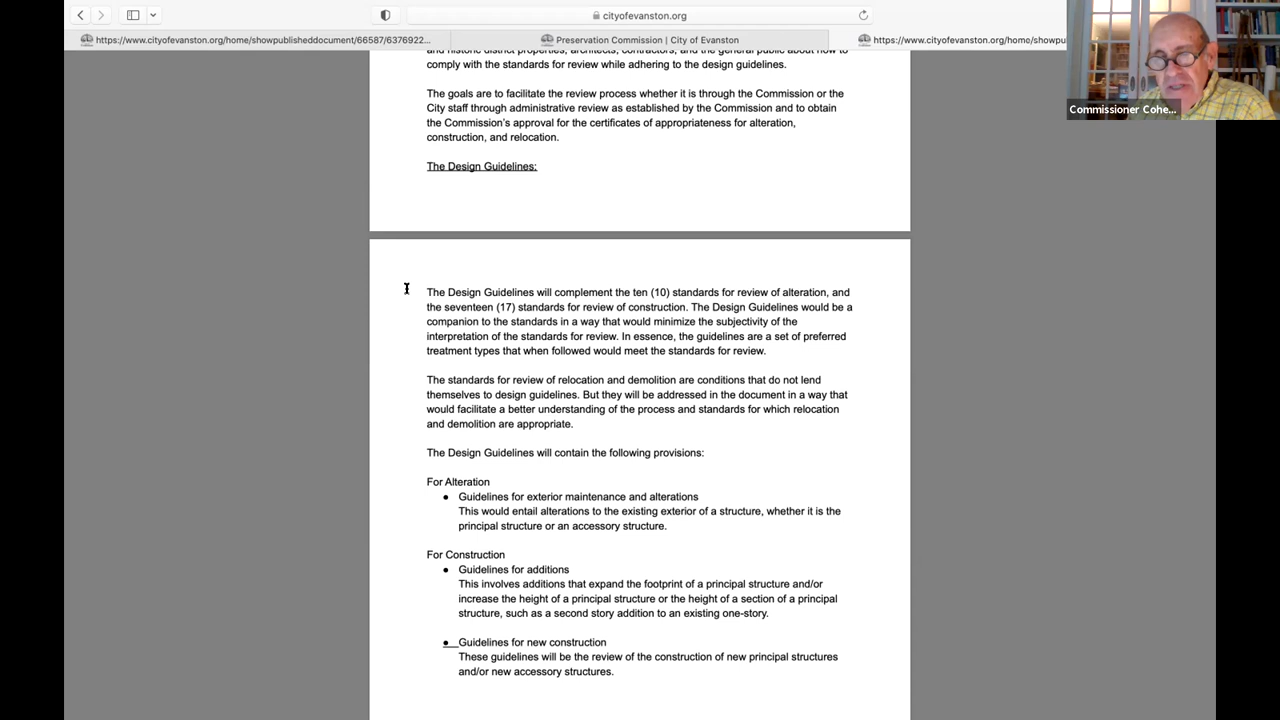 cityofevanston.org
https://www.cityofevanston.org/home/showpublisheddocument/66587/6376922...
Preservation Commission | City of Evanston
https://www.cityofevanston.org/home/showpu
Commissioner Cohe...
and historic district properties, architects, contractors, and the general public about how to
comply with the standards for review while adhering to the design guidelines.
The goals are to facilitate the review process whether it is through the Commission or the
City staff through administrative review as established by the Commission and to obtain
the Commission's approval for the certificates of appropriateness for alteration,
construction, and relocation.
The Design Guidelines:
The Design Guidelines will complement the ten (10) standards for review of alteration, and
the seventeen (17) standards for review of construction. The Design Guidelines would be a
companion to the standards in a way that would minimize the subjectivity of the
interpretation of the standards for review. In essence, the guidelines are a set of preferred
treatment types that when followed would meet the standards for review.
The standards for review of relocation and demolition are conditions that do not lend
themselves to design guidelines. But they will be addressed in the document in a way that
would facilitate a better understanding of the process and standards for which relocation
and demolition are appropriate.
The Design Guidelines will contain the following provisions:
For Alteration
● Guidelines for exterior maintenance and alterations
This would entail alterations to the existing exterior of a structure, whether it is the
principal structure or an accessory structure.
For Construction
● Guidelines for additions
This involves additions that expand the footprint of a principal structure and/or
increase the height of a principal structure or the height of a section of a principal
structure, such as a second story addition to an existing one-story.
● Guidelines for new construction
These guidelines will be the review of the construction of new principal structures
and/or new accessory structures.